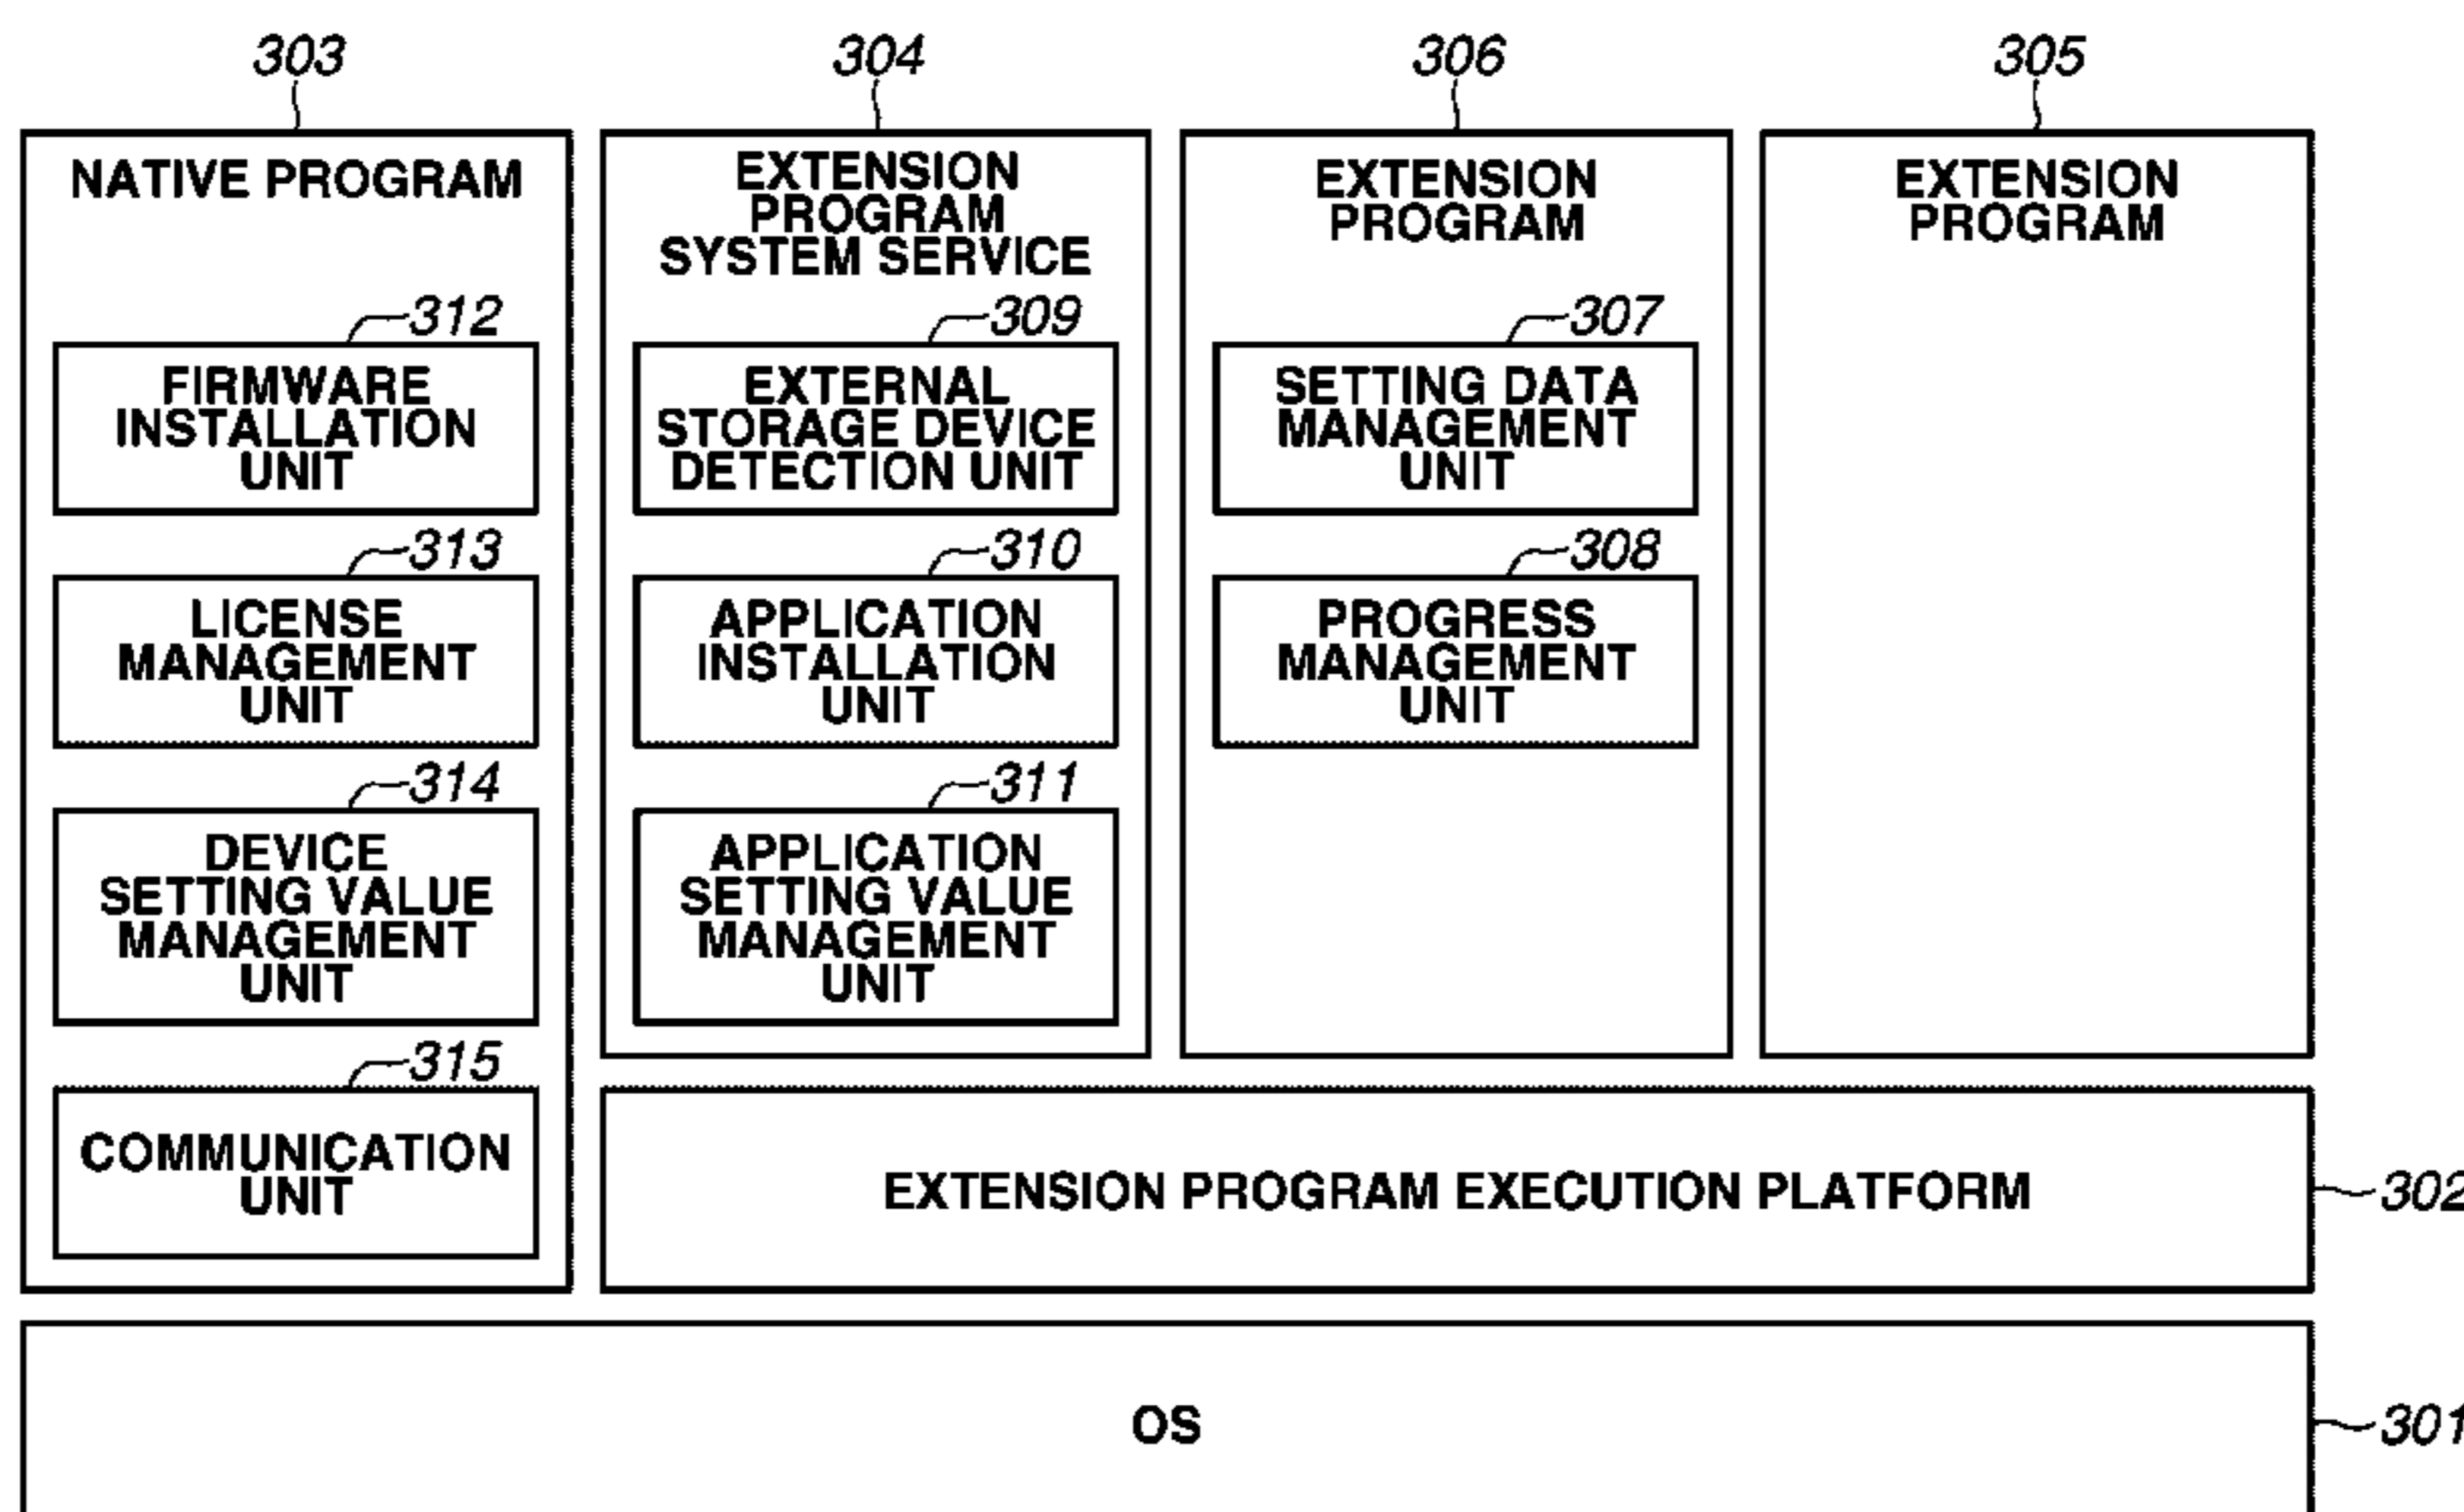 303
304
306
305
NATIVE PROGRAM
EXTENSION
PROGRAM
SYSTEM SERVICE
EXTENSION
PROGRAM
EXTENSION
PROGRAM
312
FIRMWARE
INSTALLATION
UNIT
309
EXTERNAL
STORAGE DEVICE
DETECTION UNIT
307
SETTING DATA
MANAGEMENT
UNIT
313
LICENSE
MANAGEMENT
UNIT
310
APPLICATION
INSTALLATION
UNIT
308
PROGRESS
MANAGEMENT
UNIT
314
DEVICE
SETTING VALUE
MANAGEMENT
UNIT
311
APPLICATION
SETTING VALUE
MANAGEMENT
UNIT
315
COMMUNICATION
UNIT
EXTENSION PROGRAM EXECUTION PLATFORM
302
OS
301